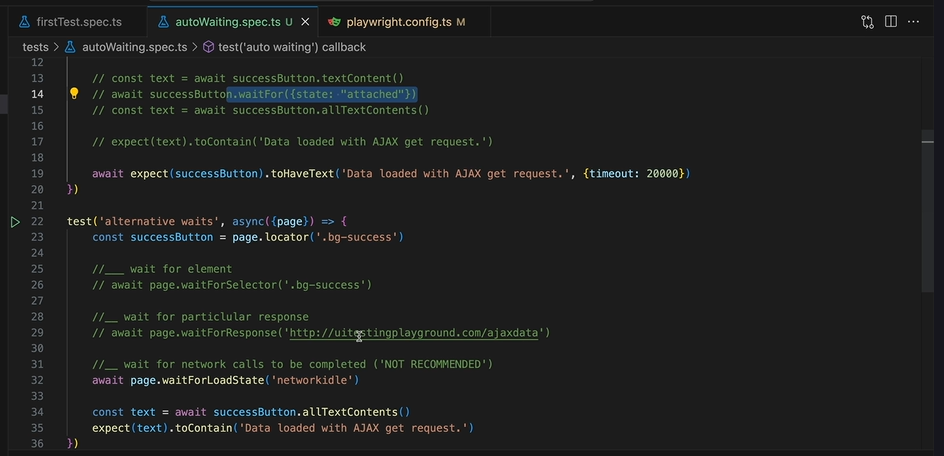 firstTest.spec.ts autoWaiting.spec.ts U playwright.config.ts M
tests > autoWaiting.spec.ts > test('auto waiting') callback
12
13 // const text = await successButton.textContent()
14 // await successButton.waitFor({state: "attached"})
15 // const text = await successButton.allTextContents()
16
17 // expect(text).toContain('Data loaded with AJAX get request.')
18
19 await expect(successButton).toHaveText('Data loaded with AJAX get request.', {timeout: 20000})
20 })
21
22 test('alternative waits', async({page}) => {
23 const successButton = page.locator('.bg-success')
24
25 //___ wait for element
26 // await page.waitForSelector('.bg-success')
27
28 //__ wait for particlular response
29 // await page.waitForResponse('http://uitestingplayground.com/ajaxdata')
30
31 //__ wait for network calls to be completed ('NOT RECOMMENDED')
32 await page.waitForLoadState('networkidle')
33
34 const text = await successButton.allTextContents()
35 expect(text).toContain('Data loaded with AJAX get request.')
36 })